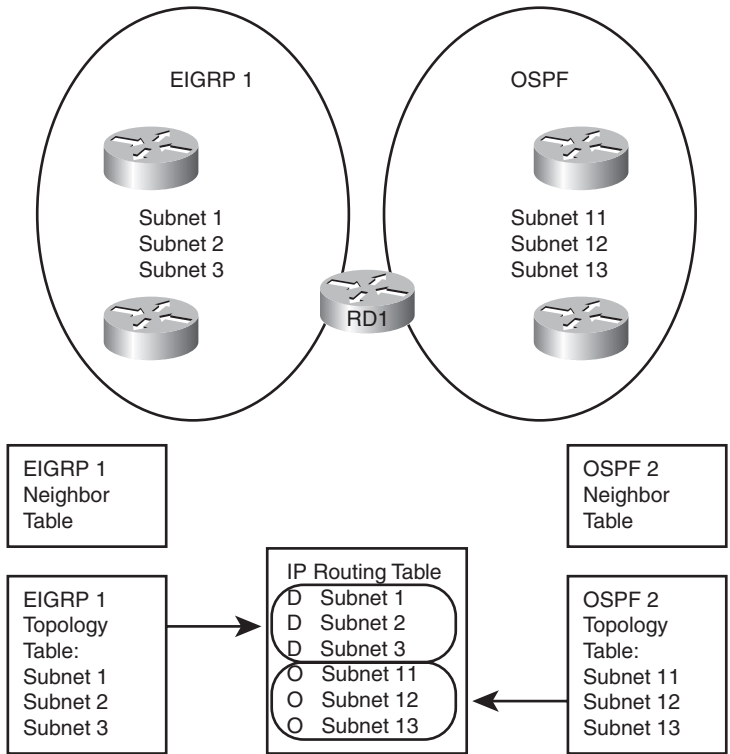 EIGRP 1
OSPF
Subnet 1
Subnet 2
Subnet 3
Subnet 11
Subnet 12
Subnet 13
RD1
EIGRP 1
Neighbor
Table
OSPF 2
Neighbor
Table
EIGRP 1
Topology
Table:
Subnet 1
Subnet 2
Subnet 3
IP Routing Table
D Subnet 1
D Subnet 2
D Subnet 3
O Subnet 11
O Subnet 12
O Subnet 13
OSPF 2
Topology
Table:
Subnet 11
Subnet 12
Subnet 13